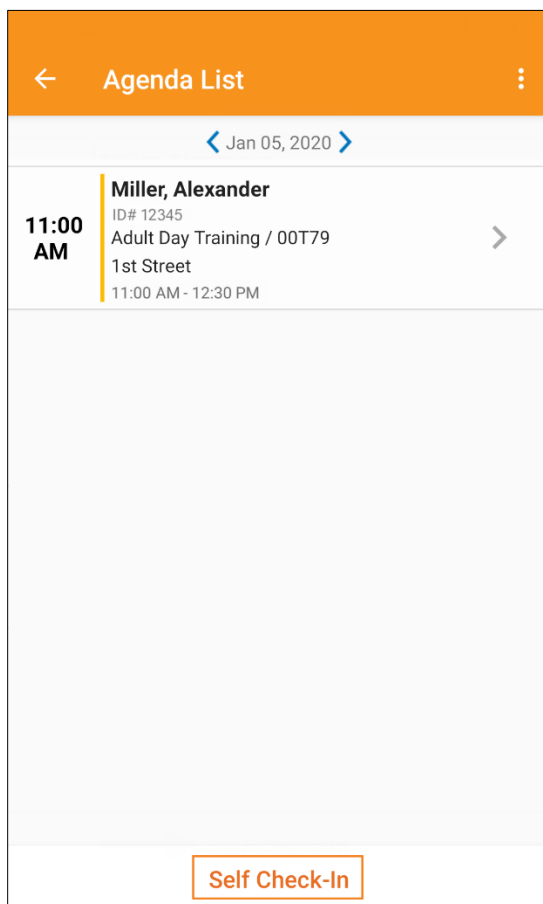 Agenda List
Jan 05, 2020
11:00
AM
Miller, Alexander
ID# 12345
Adult Day Training / 00T79
1st Street
11:00 AM - 12:30 PM
Self Check-In